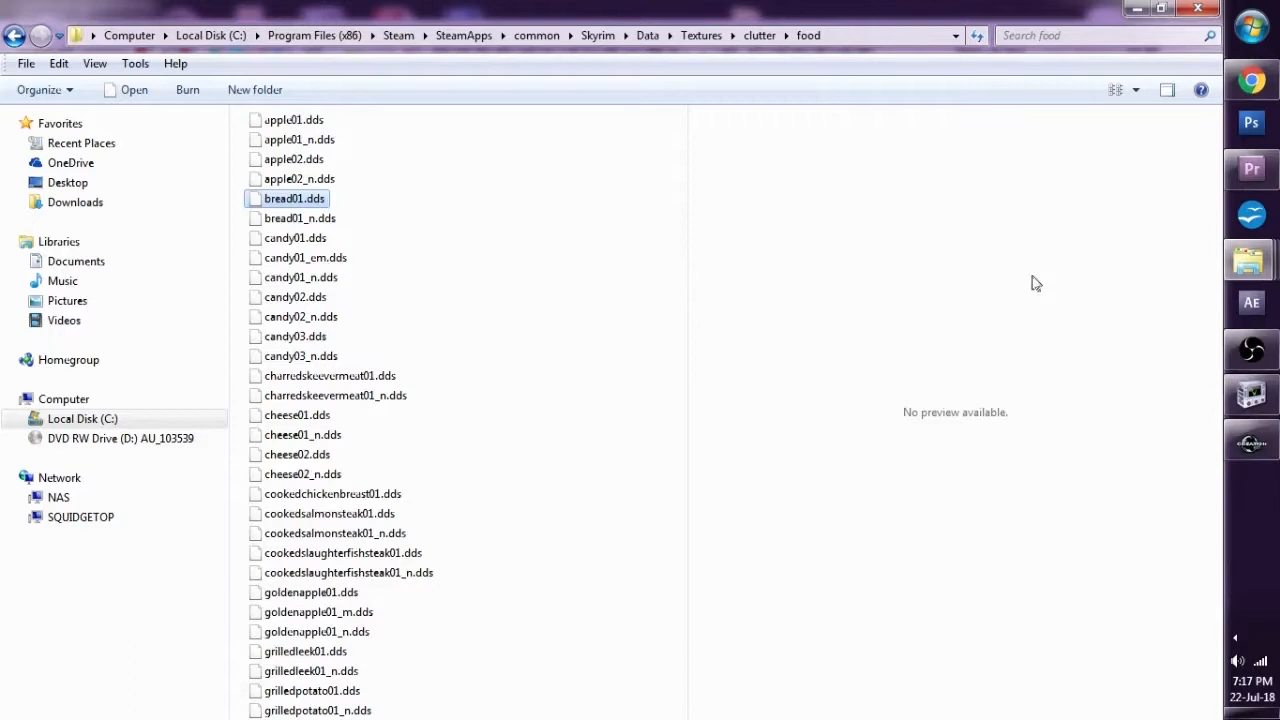 Computer Local Disk (C:) Program Files (x86) Steam SteamApps common Skyrim Data Textures clutter food Search food
File Edit View Tools Help
Organize Open Burn New folder
Favorites
Recent Places
OneDrive
Desktop
Downloads
Libraries
Documents
Music
Pictures
Videos
Homegroup
Computer
Local Disk (C:)
DVD RW Drive (D:) AU_103539
Network
NAS
SQUIDGETOP
apple01.dds
apple01_n.dds
apple02.dds
apple02_n.dds
bread01.dds
bread01_n.dds
candy01.dds
candy01_em.dds
candy01_n.dds
candy02.dds
candy02_n.dds
candy03.dds
candy03_n.dds
charredskeevermeat01.dds
charredskeevermeat01_n.dds
cheese01.dds
cheese01_n.dds
cheese02.dds
cheese02_n.dds
cookedchickenbreast01.dds
cookedsalmonsteak01.dds
cookedsalmonsteak01_n.dds
cookedslaughterfishsteak01.dds
cookedslaughterfishsteak01_n.dds
goldenapple01.dds
goldenapple01_m.dds
goldenapple01_n.dds
grilledleek01.dds
grilledleek01_n.dds
grilledpotato01.dds
grilledpotato01_n.dds
No preview available.
Ps
Pr
AE
7:17 PM
22-Jul-18